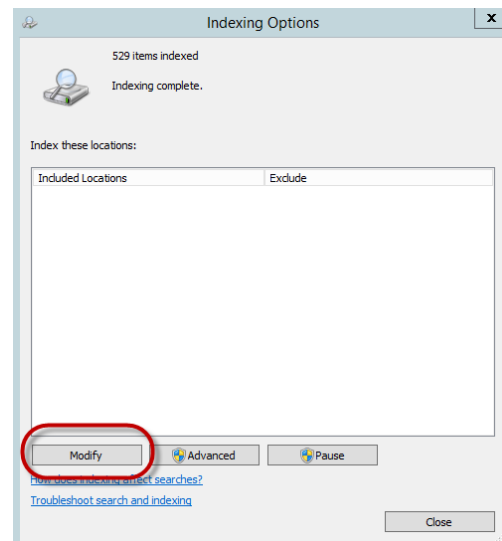 Indexing Options
x
529 items indexed
Indexing complete.
Index these locations:
Included Locations Exclude
Modify Advanced Pause
How does indexing affect searches?
Troubleshoot search and indexing
Close